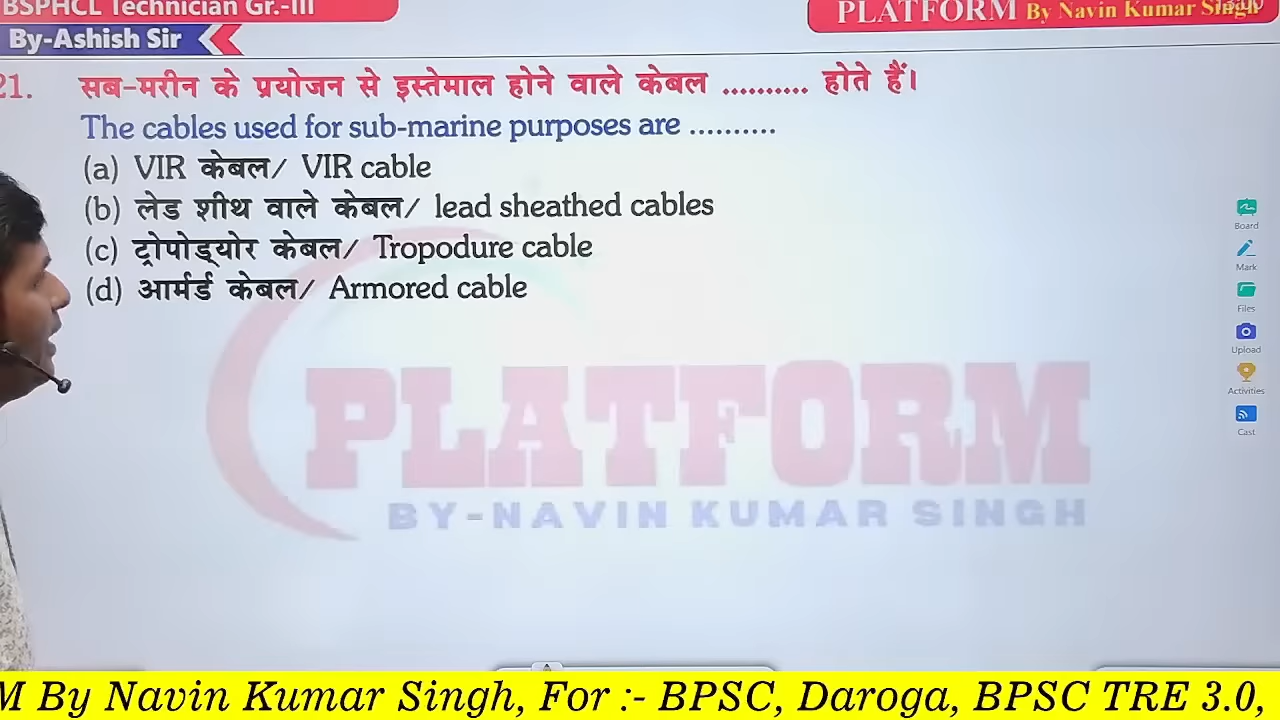 BSPHCL Technician Gr.-III
PLATFORM By Navin Kumar Singh
By-Ashish Sir
21. सब-मरीन के प्रयोजन से इस्तेमाल होने वाले केबल .......... होते हैं।
The cables used for sub-marine purposes are ..........
(a) VIR केबल/ VIR cable
(b) लेड शीथ वाले केबल/ lead sheathed cables
(c) ट्रोपोड्योर केबल/ Tropodure cable
(d) आर्मर्ड केबल/ Armored cable
Board
Mark
Files
Upload
Activities
Cast
PLATFORM
BY-NAVIN KUMAR SINGH
M By Navin Kumar Singh, For :- BPSC, Daroga, BPSC TRE 3.0,